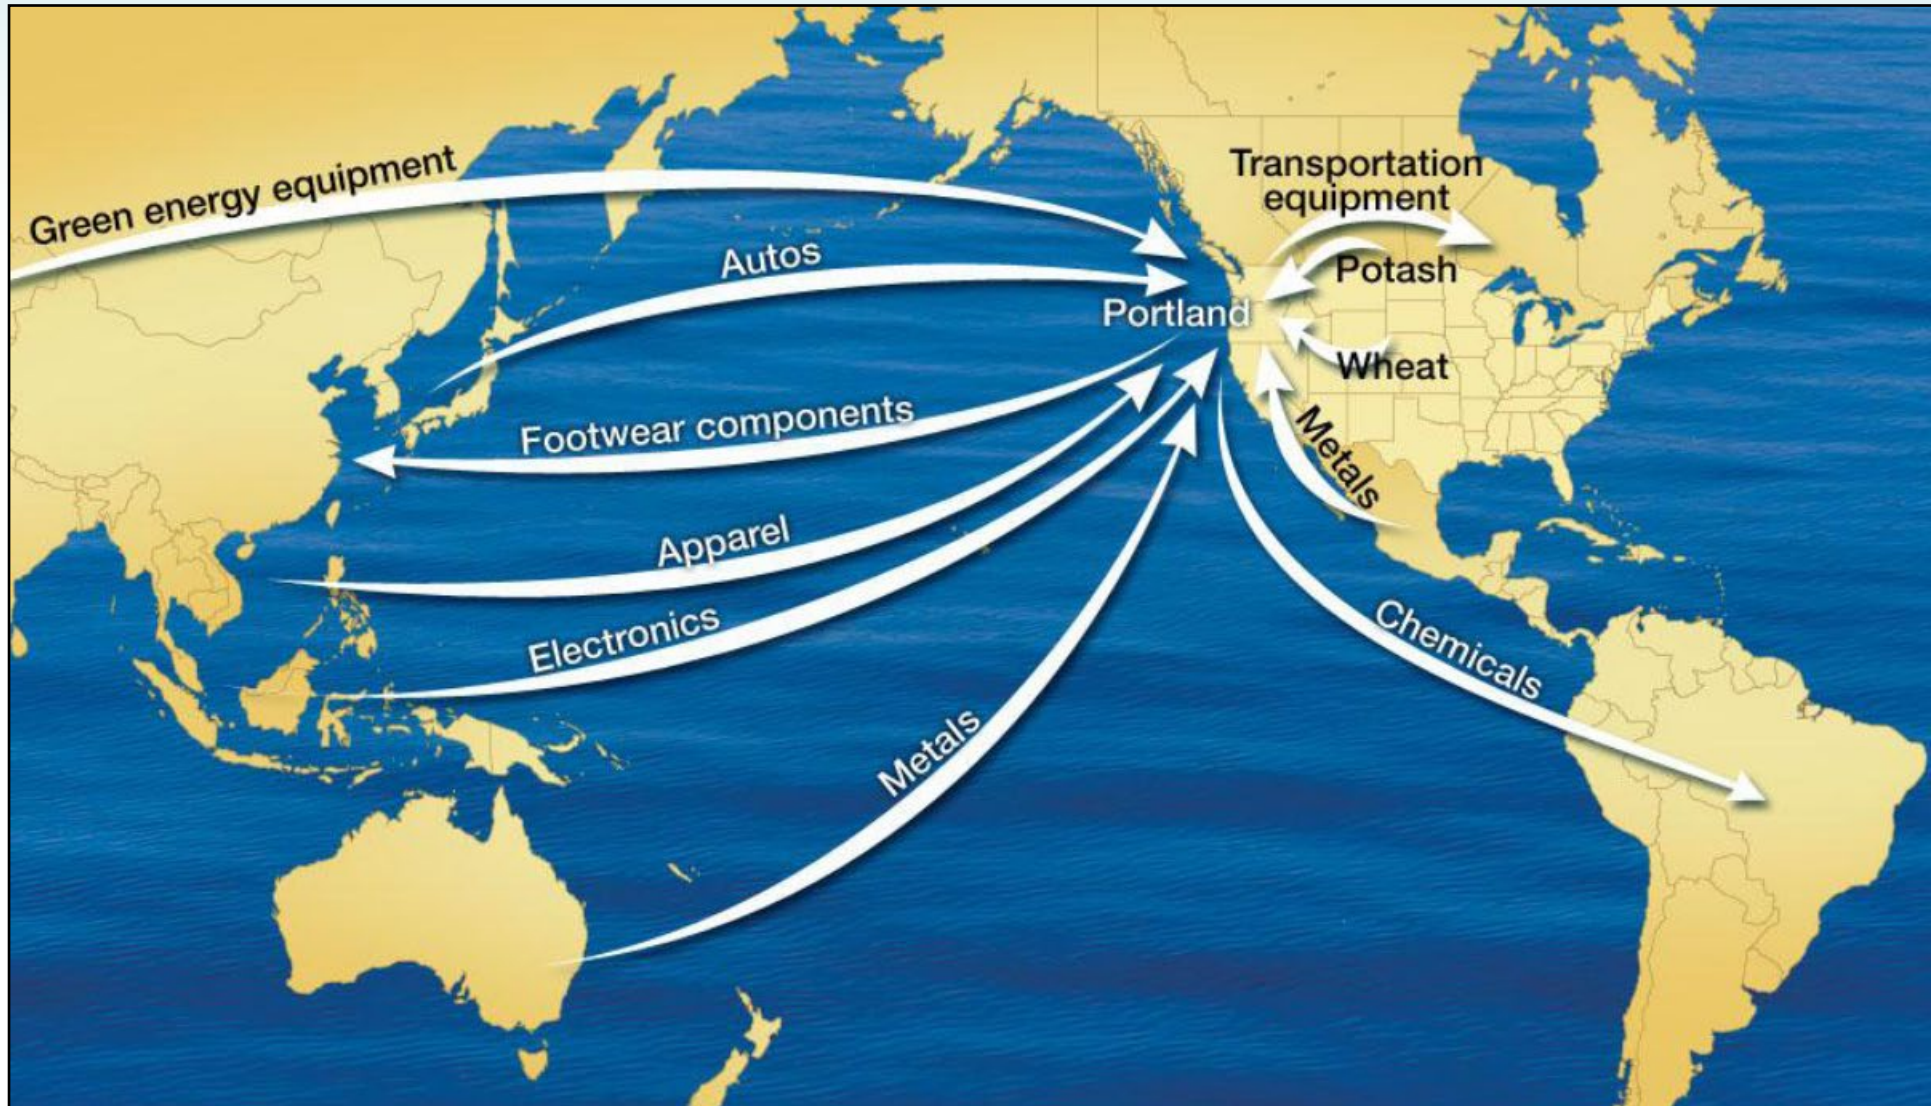 Green energy equipment
Transportation
equipment
Autos
Potash
Portland
Wheat
Footwear components
Metals
Apparel
Electronics
Chemicals
Metals